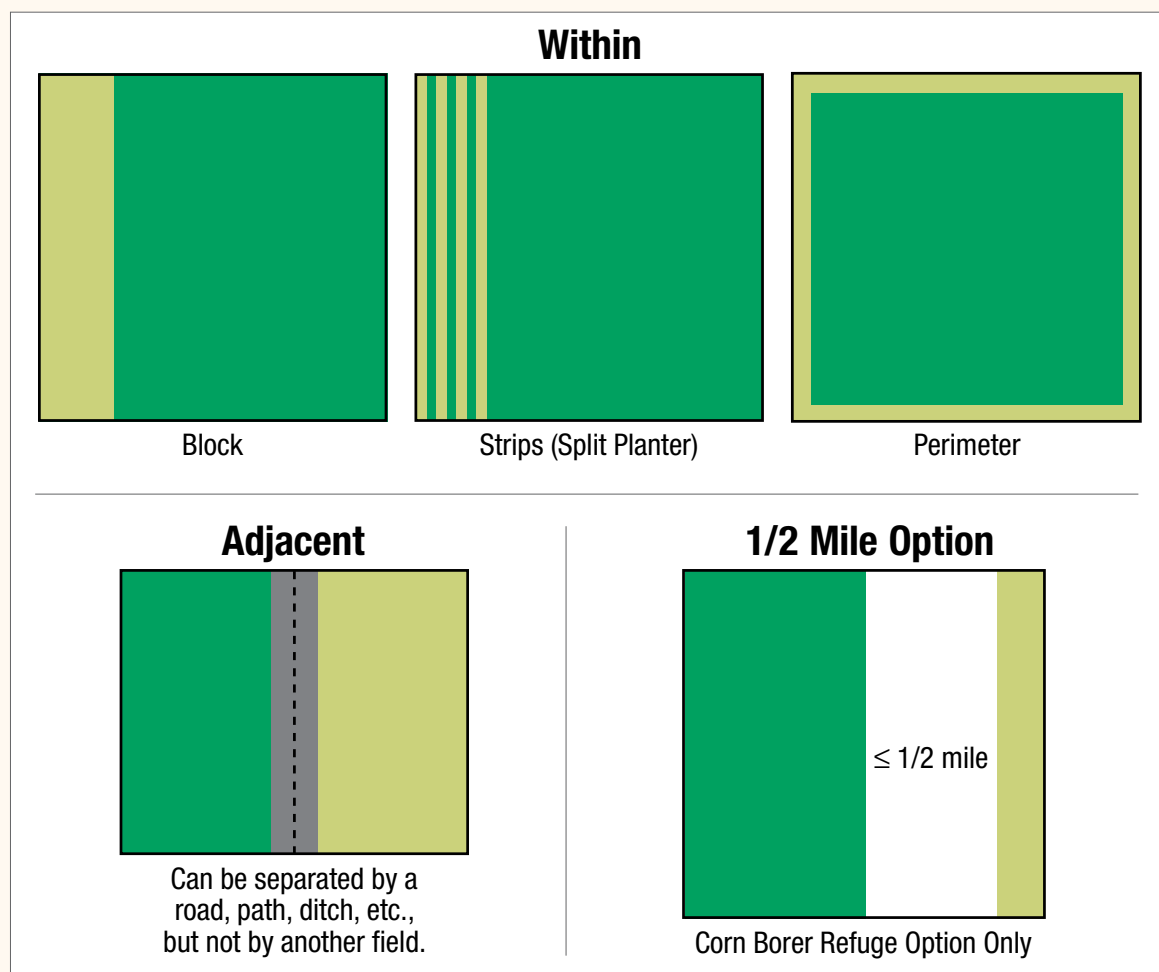 Within
Block
Strips (Split Planter)
Perimeter
Adjacent
Can be separated by a
road, path, ditch, etc.,
but not by another field.
1/2 Mile Option
≤ 1/2 mile
Corn Borer Refuge Option Only